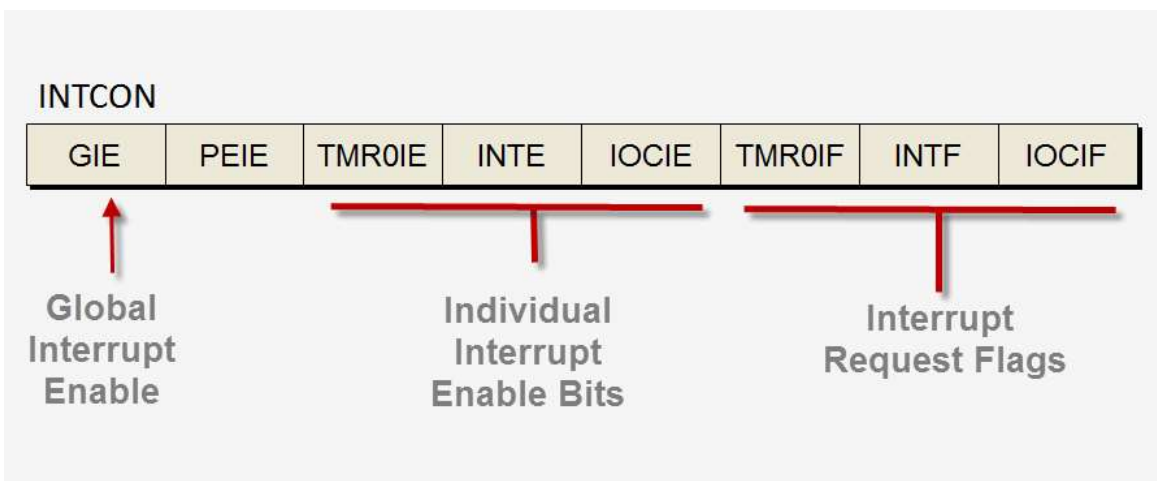 INTCON
GIE PEIE TMR0IE INTE IOCIE TMR0IF INTF IOCIF
Global
Interrupt
Enable
Individual
Interrupt
Enable Bits
Interrupt
Request Flags